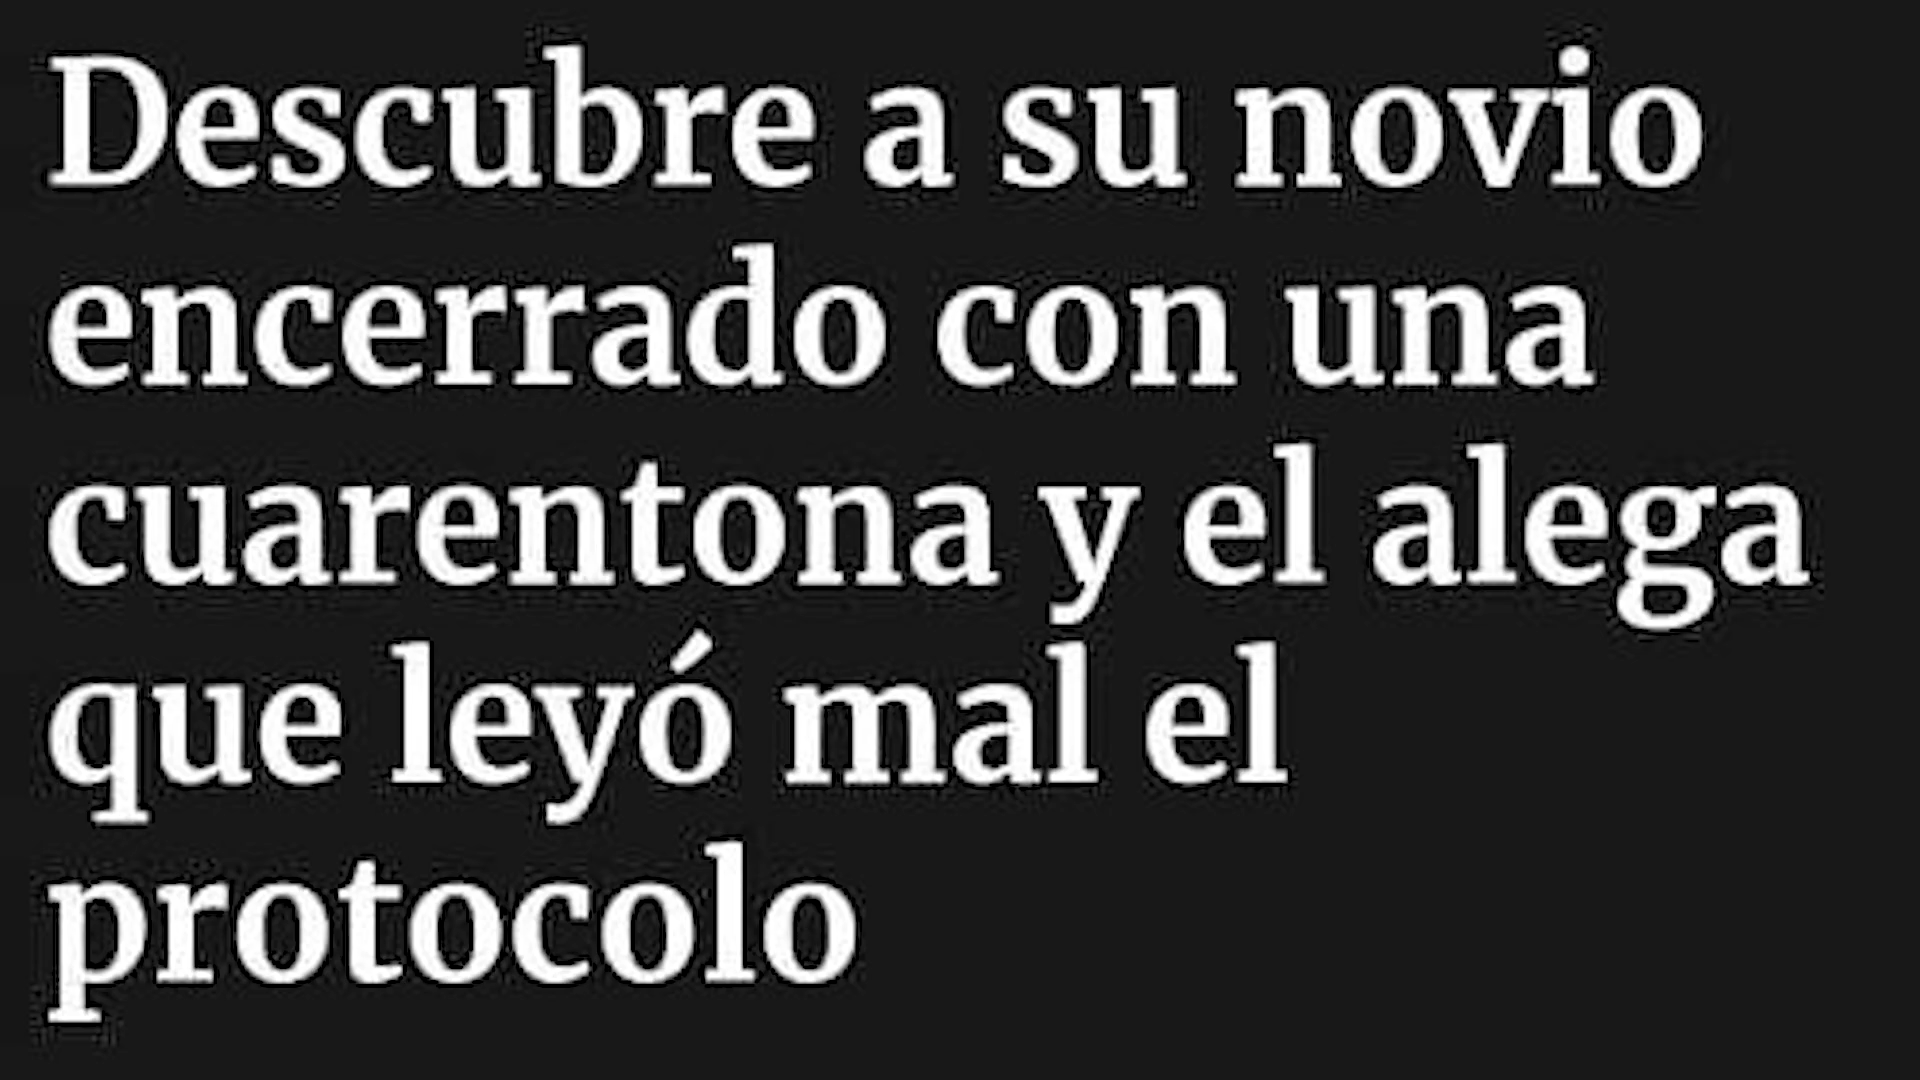 Descubre a su novio
encerrado con una
cuarentona y el alega
que leyó mal el
protocolo